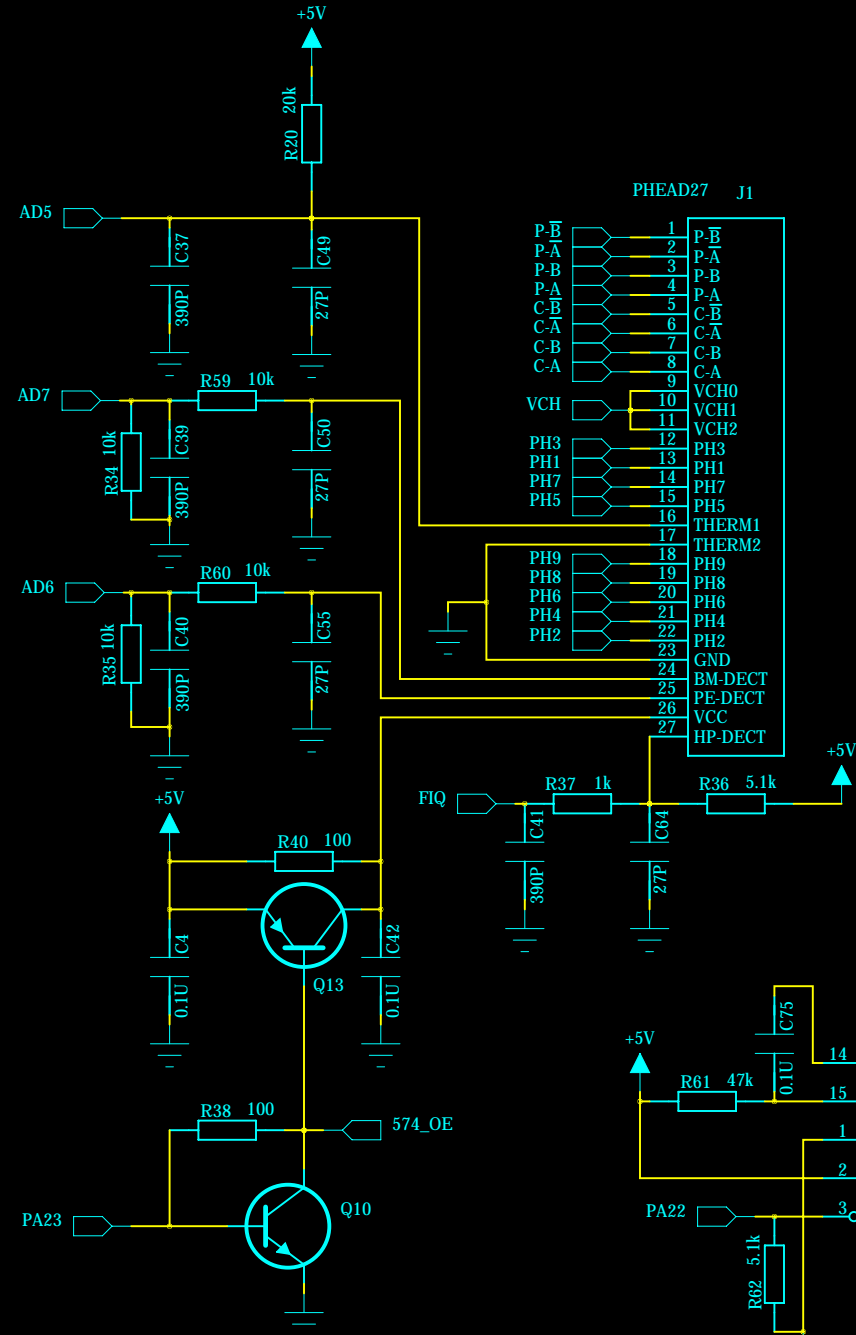 +5V
R20 20k
AD5
C37
390P
C49
27P
PHEAD27 J1
P-B̅ 1 P-B̅
P-A̅ 2 P-A̅
P-B 3 P-B
P-A 4 P-A
C-B̅ 5 C-B̅
C-A̅ 6 C-A̅
C-B 7 C-B
C-A 8 C-A
9 VCH0
VCH 10 VCH1
11 VCH2
PH3 12 PH3
PH1 13 PH1
PH7 14 PH7
PH5 15 PH5
16 THERM1
17 THERM2
PH9 18 PH9
PH8 19 PH8
PH6 20 PH6
PH4 21 PH4
PH2 22 PH2
23 GND
24 BM-DECT
25 PE-DECT
26 VCC
27 HP-DECT
AD7
R59 10k
R34 10k
C39
390P
C50
27P
AD6
R60 10k
R35 10k
C40
390P
C55
27P
FIQ
R37 1k
R36 5.1k
+5V
C41
390P
C64
27P
+5V
R40 100
C4
0.1U
Q13
C42
0.1U
R38 100
574_OE
PA23
Q10
+5V
R61 47k
C75
0.1U
14
15
1
2
PA22
3
R62 5.1k